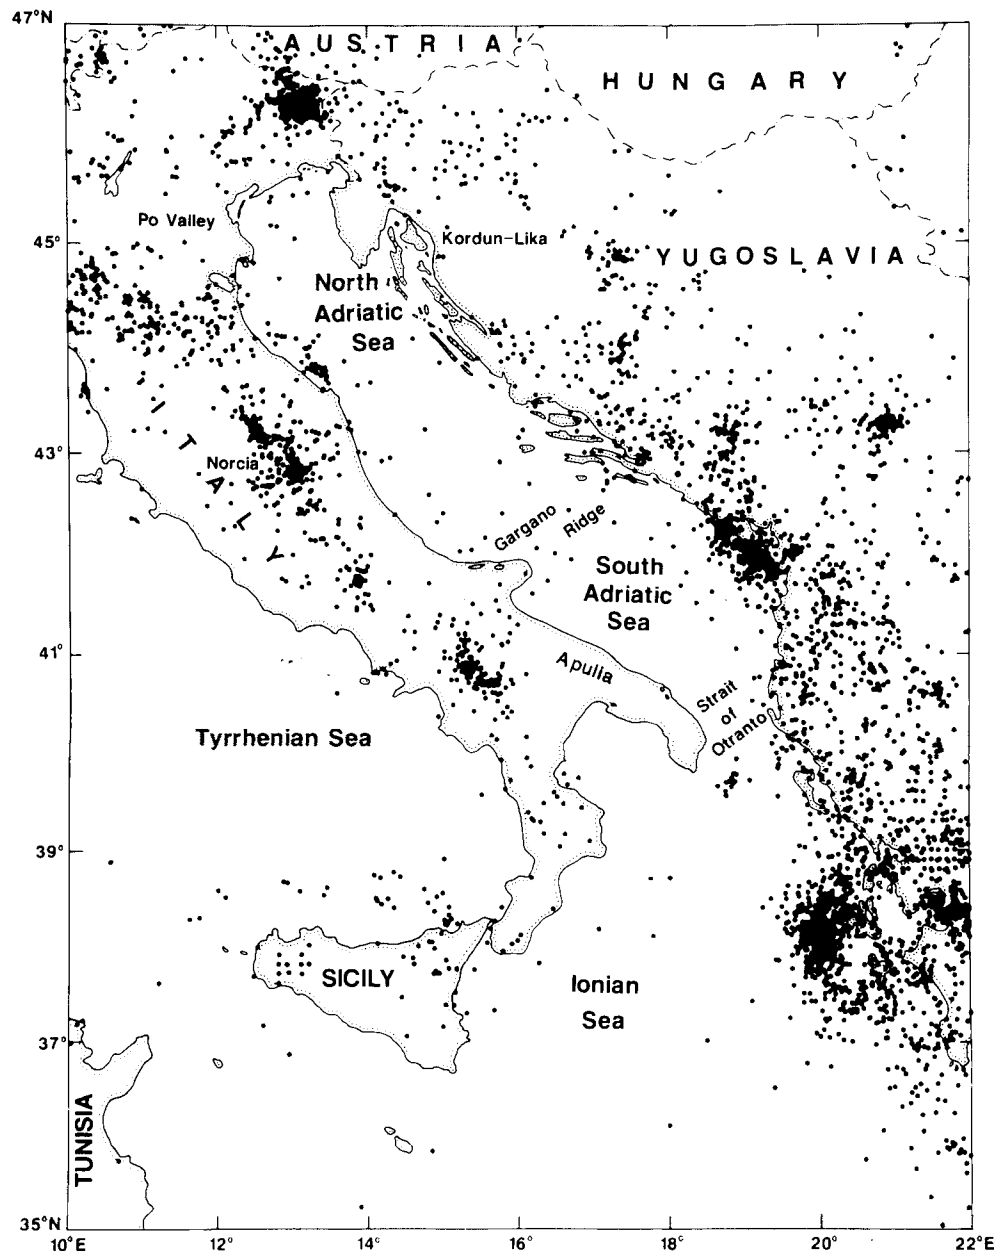 47°N
AUSTRIA
HUNGARY
Po Valley
45°
Kordun-Lika
YUGOSLAVIA
North
Adriatic
Sea
ITALY
43°
Norcia
Gargano
Ridge
South
Adriatic
Sea
41°
Apulia
Strait
of
Otranto
Tyrrhenian Sea
39°
SICILY
Ionian
Sea
37°
TUNISIA
35°N
10°E
12°
14°
16°
18°
20°
22°E